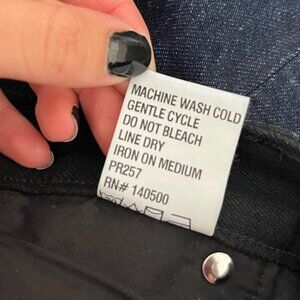 MACHINE WASH COLD
GENTLE CYCLE
DO NOT BLEACH
LINE DRY
IRON ON MEDIUM
PR257
RN# 140500